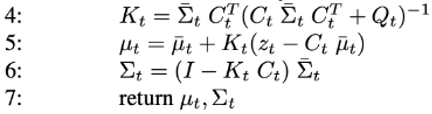 4: K_t = Σ̄_t C_t^T (C_t Σ̄_t C_t^T + Q_t)^{-1}
5: μ_t = μ̄_t + K_t(z_t − C_t μ̄_t)
6: Σ_t = (I − K_t C_t) Σ̄_t
7: return μ_t, Σ_t